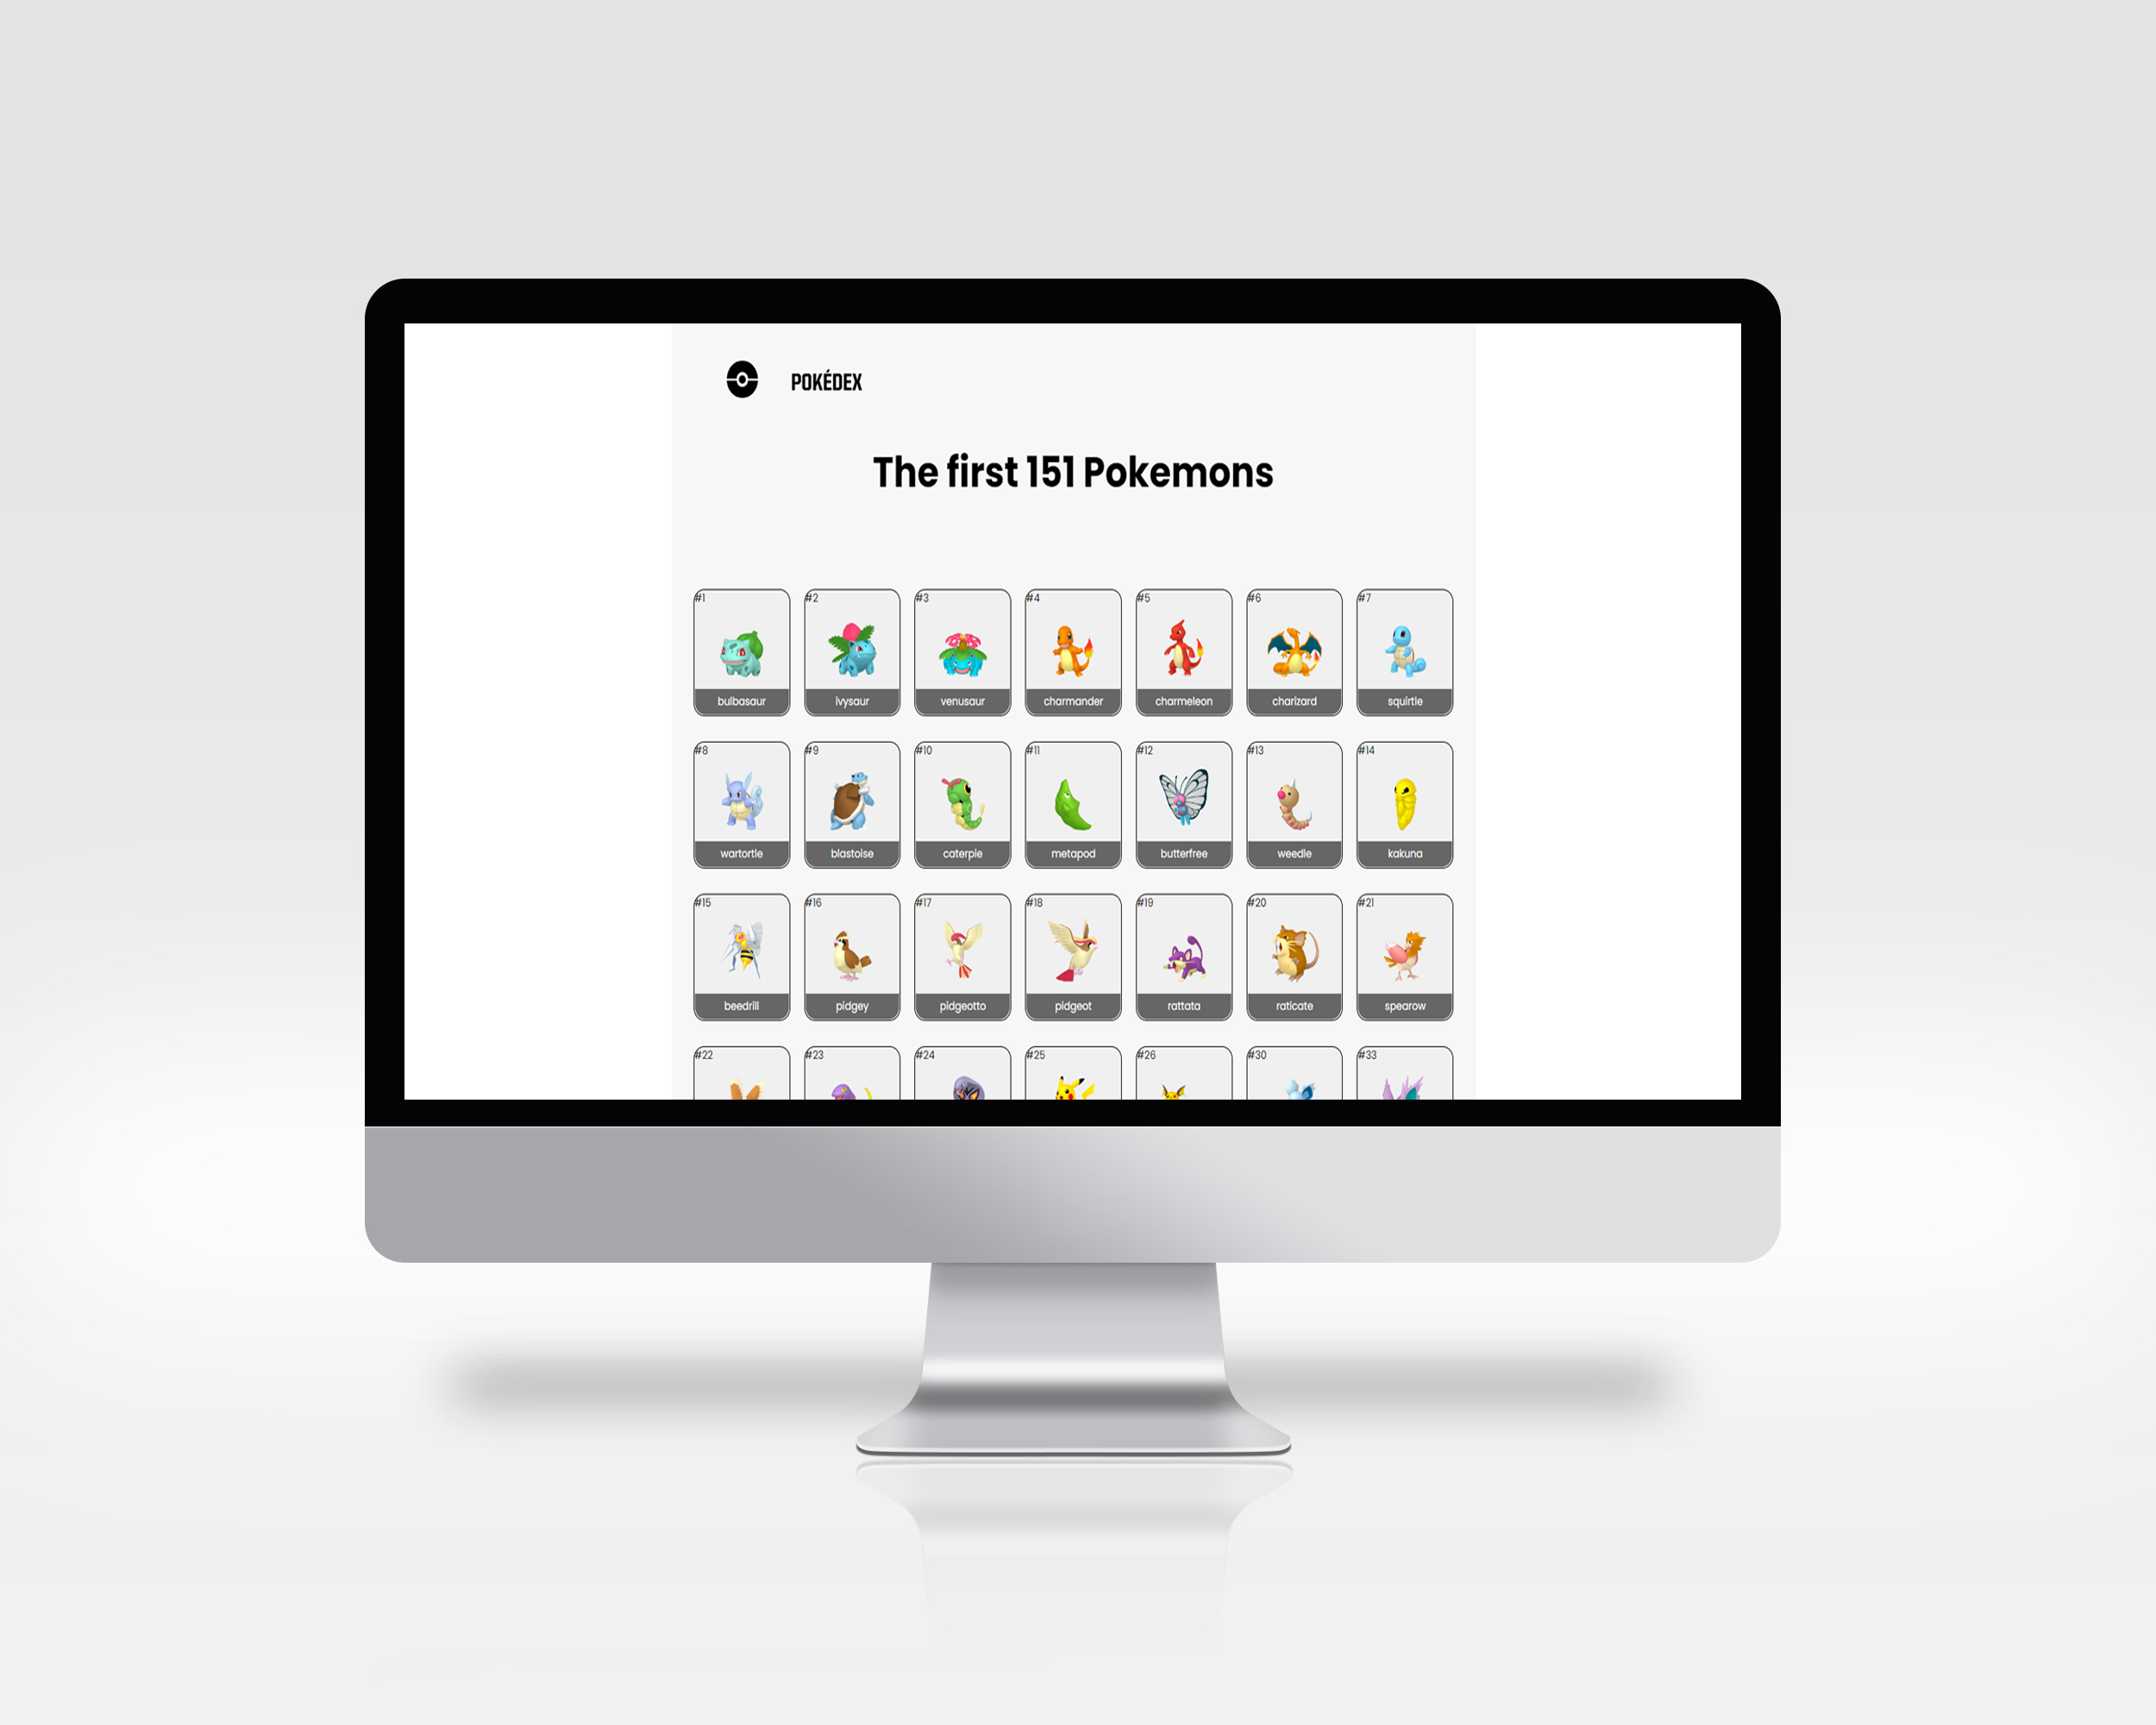 POKÉDEX
The first 151 Pokemons
#1 #2 #3 #4 #5 #6 #7
bulbasaur ivysaur venusaur charmander charmeleon charizard squirtle
#8 #9 #10 #11 #12 #13 #14
wartortle blastoise caterpie metapod butterfree weedle kakuna
#15 #16 #17 #18 #19 #20 #21
beedrill pidgey pidgeotto pidgeot rattata raticate spearow
#22 #23 #24 #25 #26 #30 #33